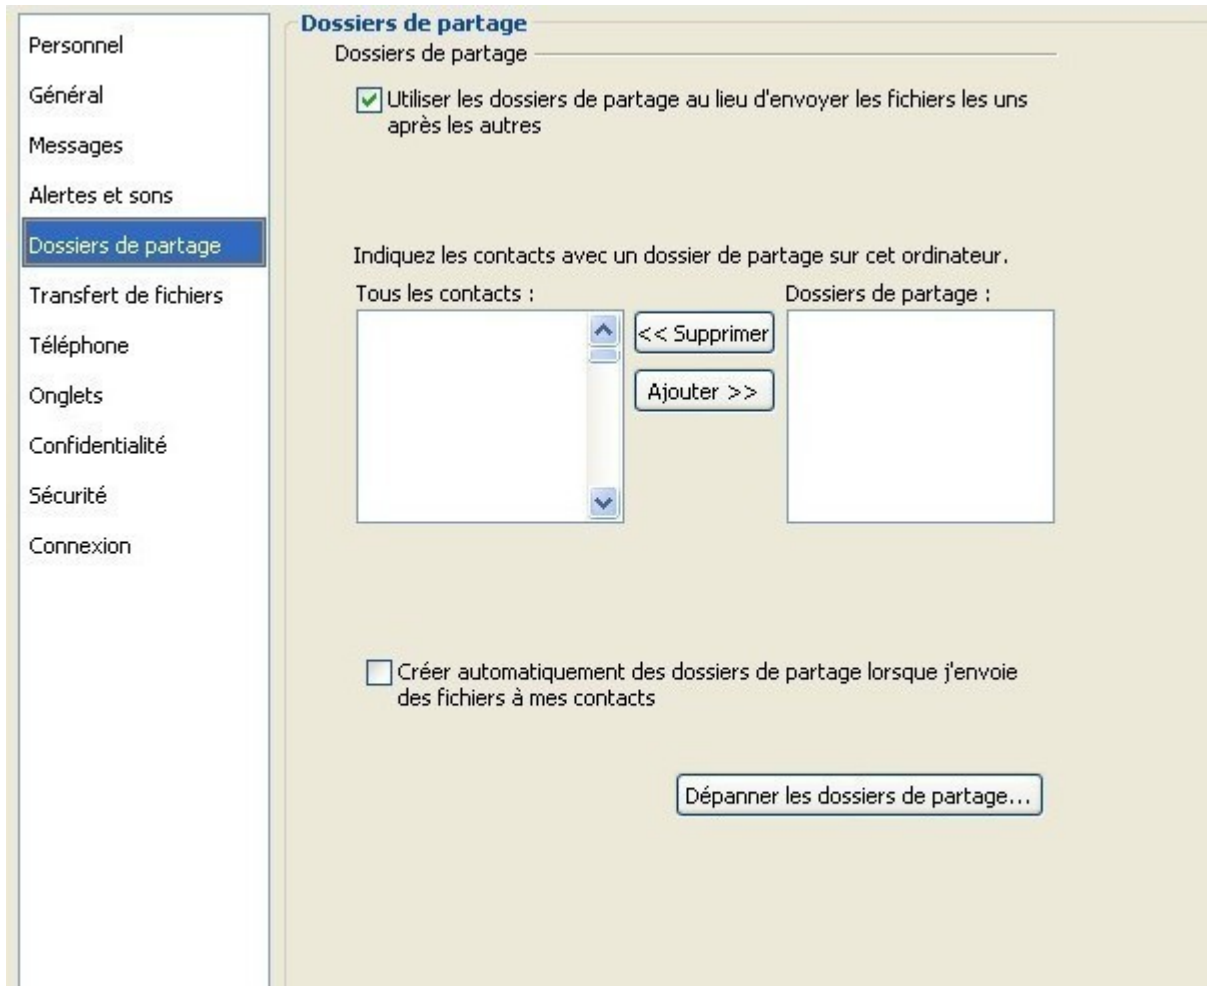 Personnel
Général
Messages
Alertes et sons
Dossiers de partage
Transfert de fichiers
Téléphone
Onglets
Confidentialité
Sécurité
Connexion
Dossiers de partage
Dossiers de partage
Utiliser les dossiers de partage au lieu d'envoyer les fichiers les uns
après les autres
Indiquez les contacts avec un dossier de partage sur cet ordinateur.
Tous les contacts :
<< Supprimer
Ajouter >>
Dossiers de partage :
Créer automatiquement des dossiers de partage lorsque j'envoie
des fichiers à mes contacts
Dépanner les dossiers de partage...